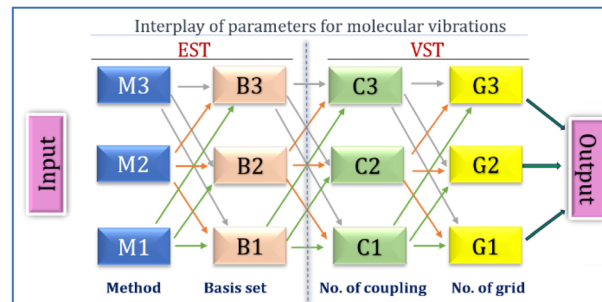 Interplay of parameters for molecular vibrations
EST VST
M3 B3 C3 G3
Input M2 B2 C2 G2 Output
M1 B1 C1 G1
Method Basis set No. of coupling No. of grid